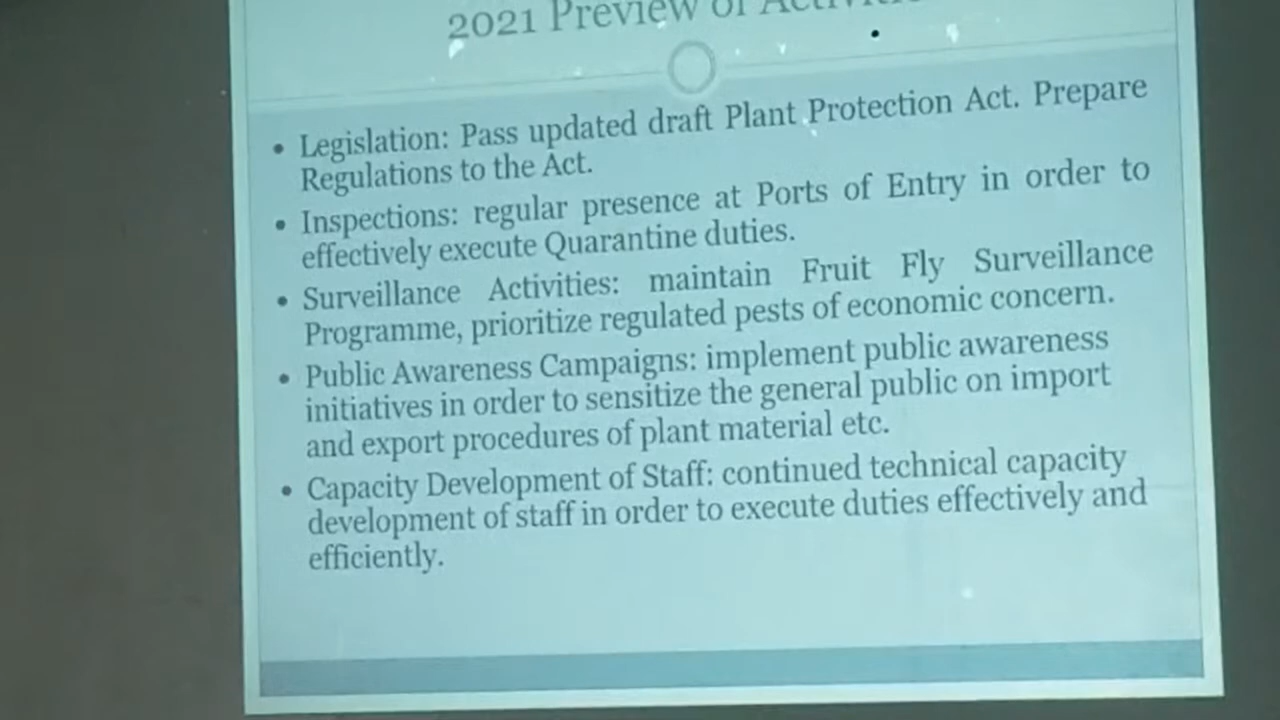 2021 Preview of
• Legislation: Pass updated draft Plant Protection Act. Prepare
Regulations to the Act.
• Inspections: regular presence at Ports of Entry in order to
effectively execute Quarantine duties.
• Surveillance Activities: maintain Fruit Fly Surveillance
Programme, prioritize regulated pests of economic concern.
• Public Awareness Campaigns: implement public awareness
initiatives in order to sensitize the general public on import
and export procedures of plant material etc.
• Capacity Development of Staff: continued technical capacity
development of staff in order to execute duties effectively and
efficiently.